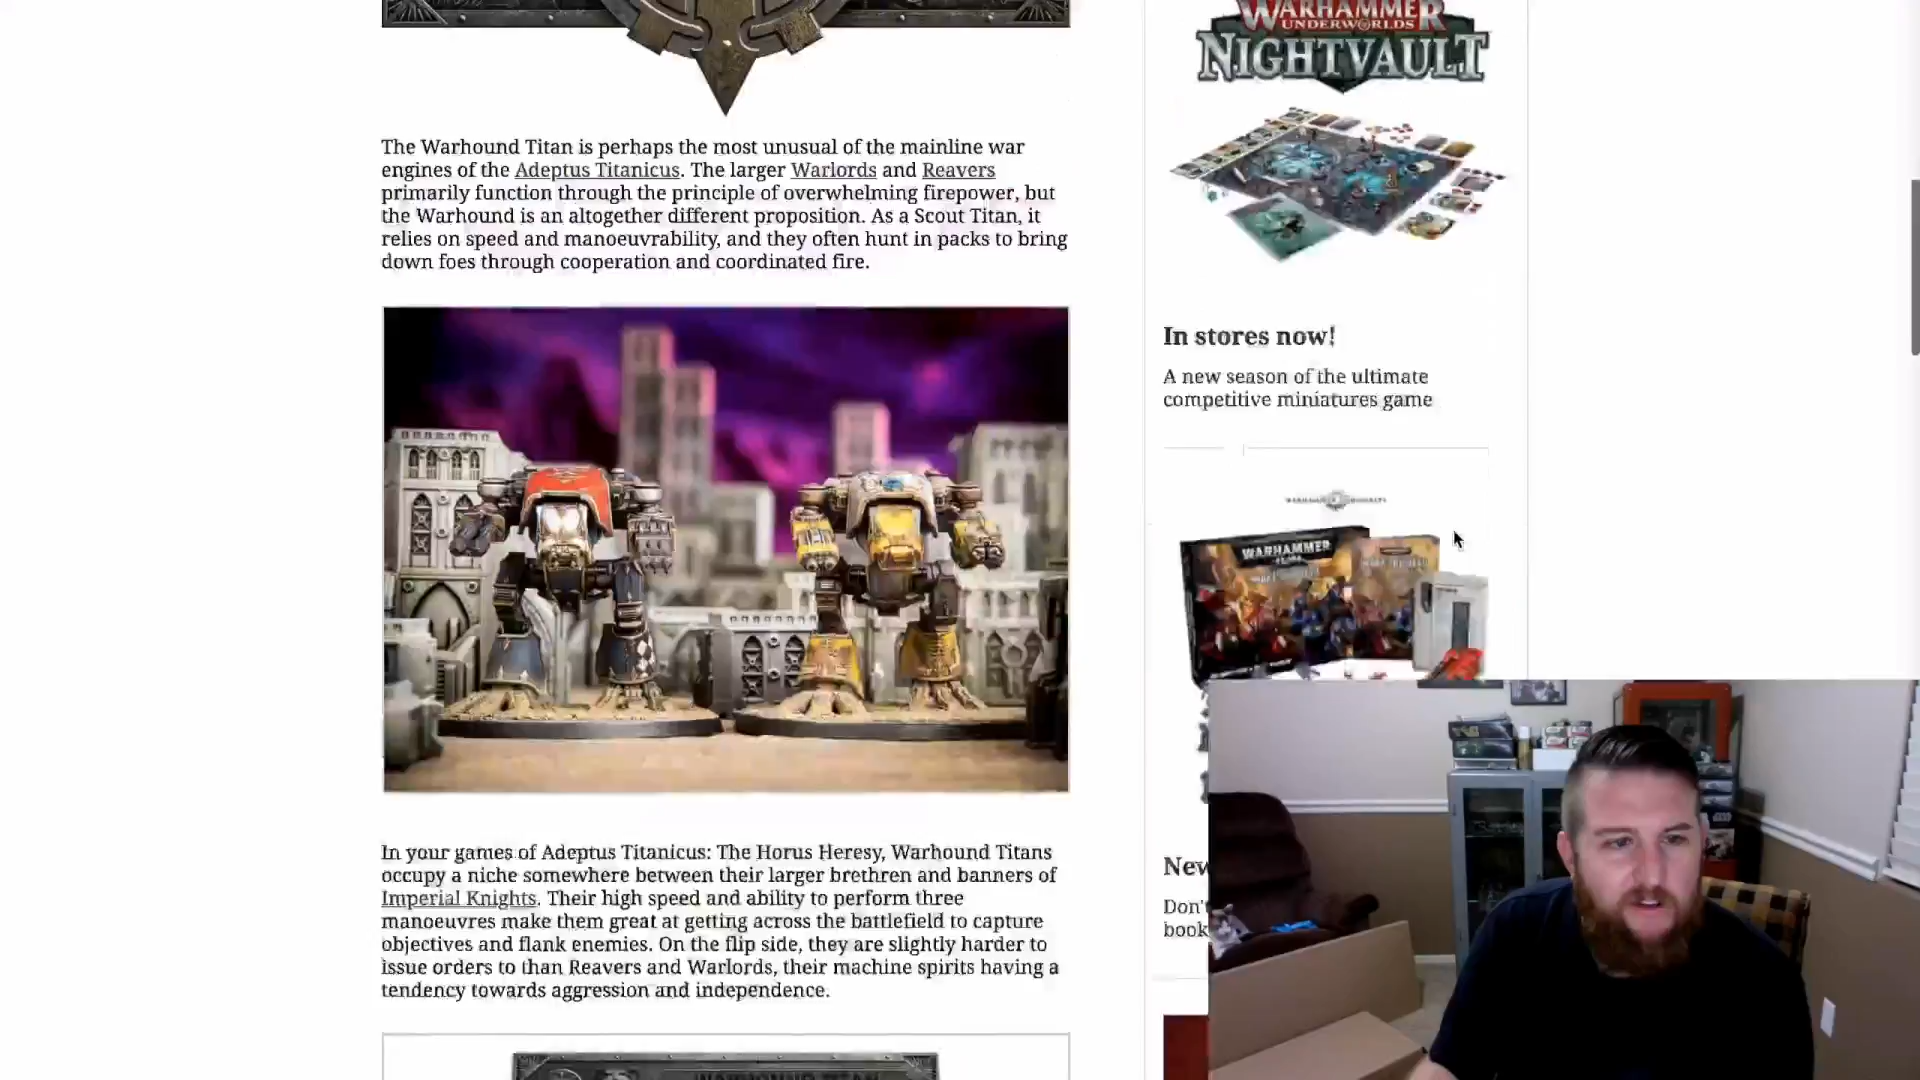 The Warhound Titan is perhaps the most unusual of the mainline war
engines of the Adeptus Titanicus. The larger Warlords and Reavers
primarily function through the principle of overwhelming firepower, but
the Warhound is an altogether different proposition. As a Scout Titan, it
relies on speed and manoeuvrability, and they often hunt in packs to bring
down foes through cooperation and coordinated fire.
In your games of Adeptus Titanicus: The Horus Heresy, Warhound Titans
occupy a niche somewhere between their larger brethren and banners of
Imperial Knights. Their high speed and ability to perform three
manoeuvres make them great at getting across the battlefield to capture
objectives and flank enemies. On the flip side, they are slightly harder to
issue orders to than Reavers and Warlords, their machine spirits having a
tendency towards aggression and independence.
WARHOUND TITAN
WARHAMMER
UNDERWORLDS
NIGHTVAULT
In stores now!
A new season of the ultimate
competitive miniatures game
WARHAMMER
New
Don't
book